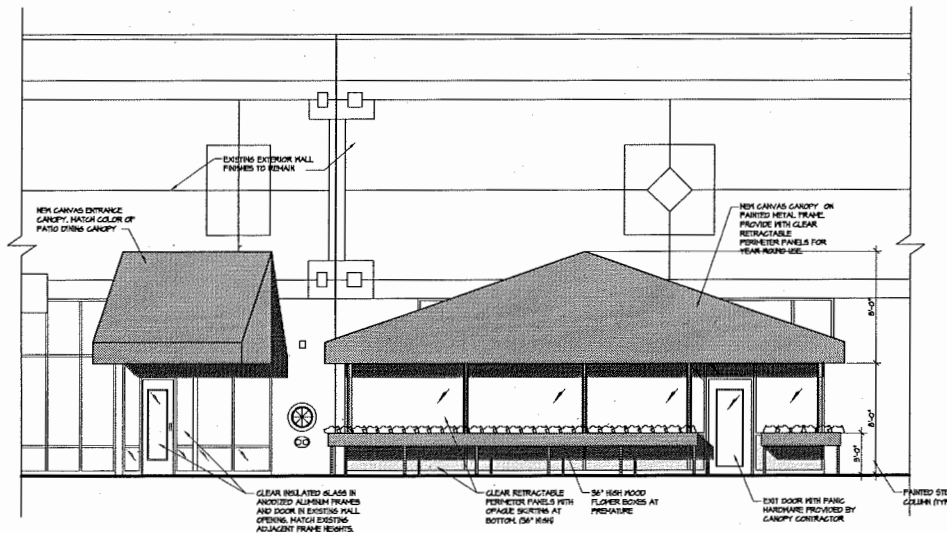 EXISTING EXTERIOR WALL
FINISHES TO REMAIN
NEW CANVAS ENTRANCE
CANOPY. MATCH COLOR OF
PATIO DINING CANOPY
NEW CANVAS CANOPY ON
PAINTED METAL FRAME.
PROVIDE WITH CLEAR
RETRACTABLE
PERIMETER PANELS FOR
YEAR ROUND USE.
8'-0"
3'-0"
CLEAR INSULATED GLASS IN
ANODIZED ALUMINUM FRAMES
AND DOOR IN EXISTING WALL
OPENING. MATCH EXISTING
ADJACENT FRAME HEIGHTS.
CLEAR RETRACTABLE
PERIMETER PANELS WITH
OPAQUE SKIRTING AT
BOTTOM. (36" HIGH)
36" HIGH WOOD
FLOWER BOXES AT
EXIT DOOR WITH PANIC
HARDWARE PROVIDED BY
CANOPY CONTRACTOR
PAINTED STE
COLUMN (TYP